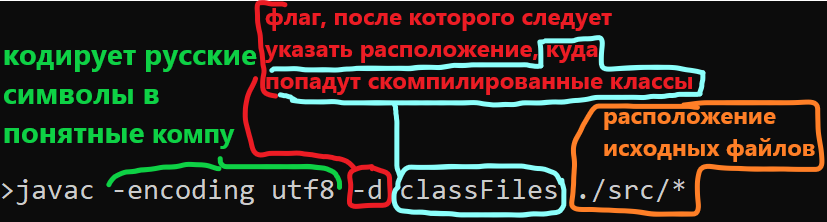 флаг, после которого следует
указать расположение, куда
попадут скомпилированные классы
кодирует русские
символы в
понятные компу
расположение
исходных файлов
>javac -encoding utf8 -d classFiles ./src/*